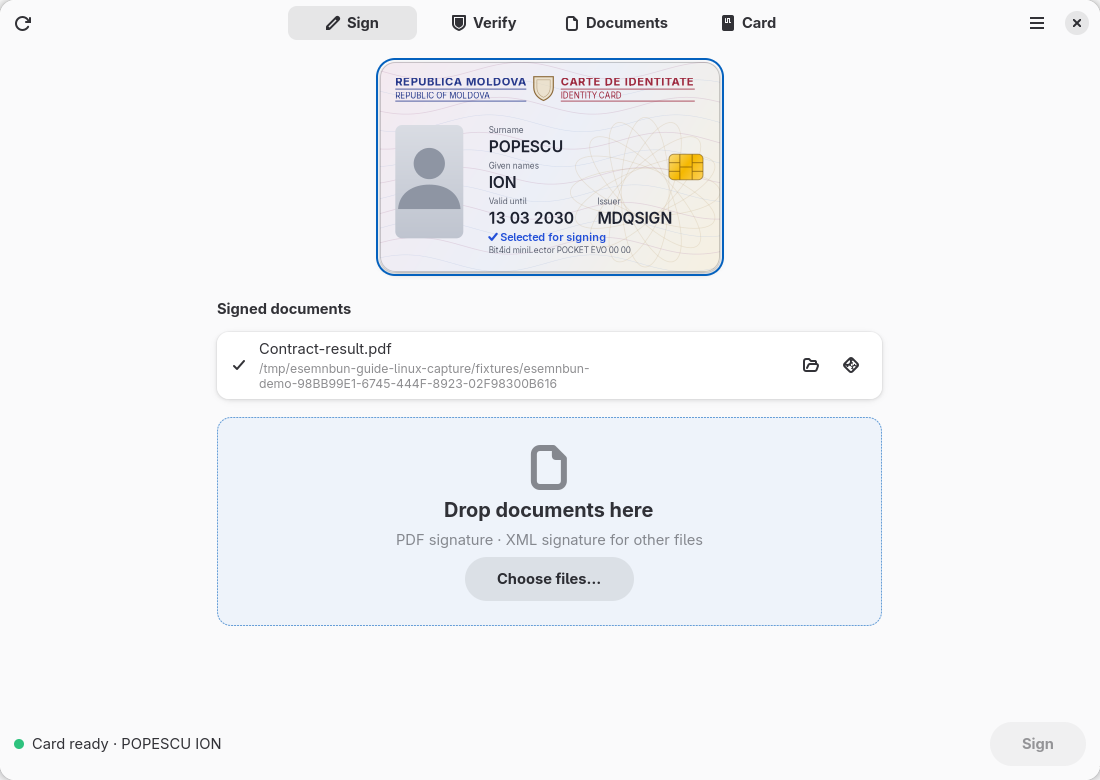 Sign
Verify
Documents
Card
REPUBLICA MOLDOVA
REPUBLIC OF MOLDOVA
CARTE DE IDENTITATE
IDENTITY CARD
Surname
POPESCU
Given names
ION
Valid until
Issuer
13 03 2030
MDQSIGN
Selected for signing
Bit4id miniLector POCKET EVO 00 00
Signed documents
Contract-result.pdf
/tmp/esemnbun-guide-linux-capture/fixtures/esemnbun-
demo-98BB99E1-6745-444F-8923-02F98300B616
Drop documents here
PDF signature · XML signature for other files
Choose files...
Card ready · POPESCU ION
Sign